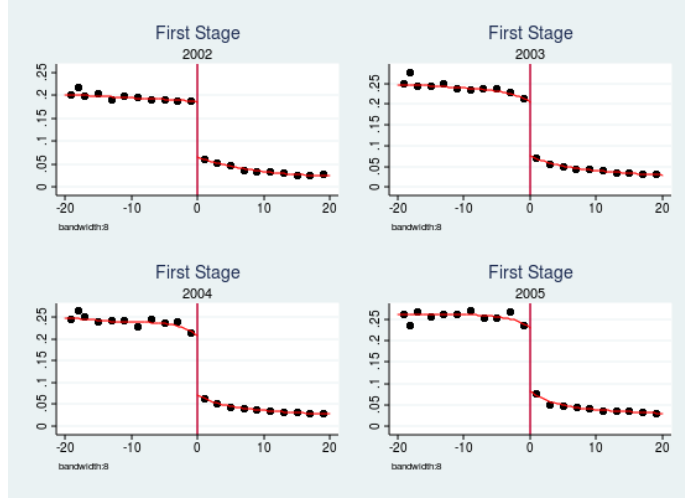 First Stage
2002
0 .05 .1 .15 .2 .25
-20 -10 0 10 20
bandwidth:8
First Stage
2003
0 .05 .1 .15 .2 .25
-20 -10 0 10 20
bandwidth:8
First Stage
2004
0 .05 .1 .15 .2 .25
-20 -10 0 10 20
bandwidth:8
First Stage
2005
0 .05 .1 .15 .2 .25
-20 -10 0 10 20
bandwidth:8